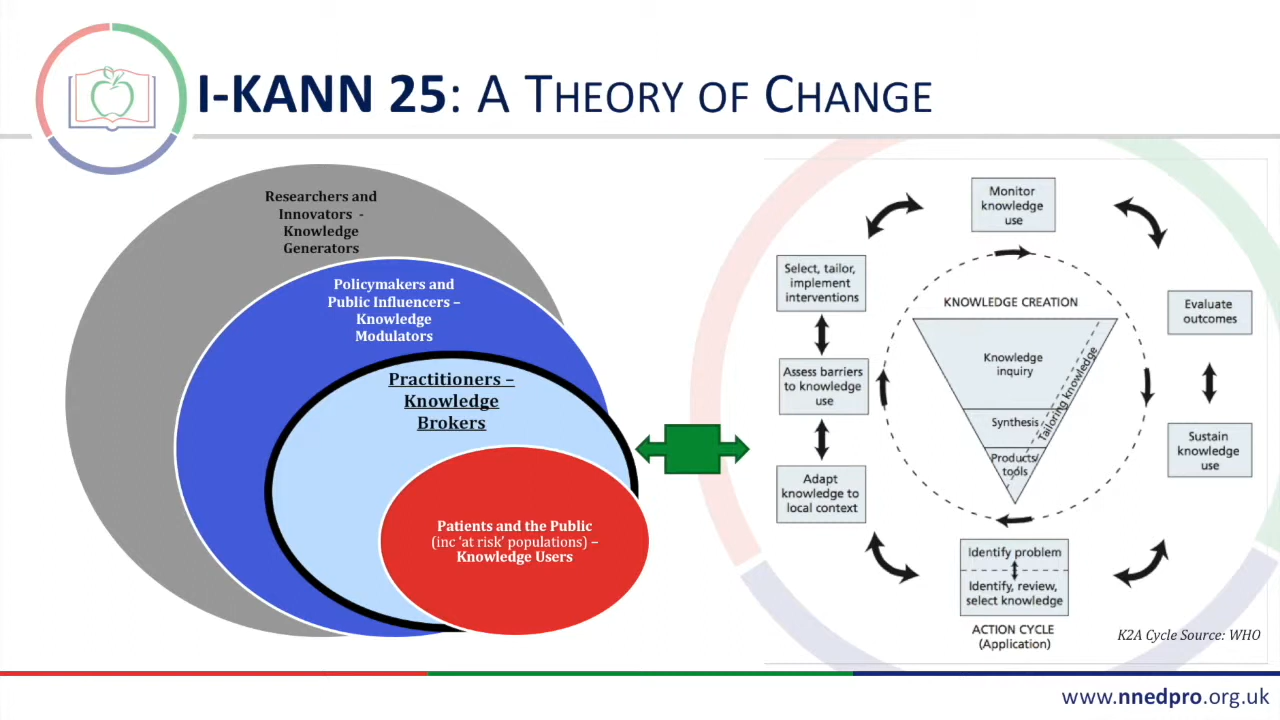 I-KANN 25: A THEORY OF CHANGE
Researchers and
Innovators -
Knowledge
Generators
Policymakers and
Public Influencers –
Knowledge
Modulators
Practitioners –
Knowledge
Brokers
Patients and the Public
(inc ‘at risk’ populations) –
Knowledge Users
Monitor
knowledge
use
Select, tailor,
implement
interventions
Assess barriers
to knowledge
use
Adapt
knowledge to
local context
KNOWLEDGE CREATION
Knowledge
inquiry
Synthesis
Products/
tools
Tailoring knowledge
Evaluate
outcomes
Sustain
knowledge
use
Identify problem
Identify, review,
select knowledge
ACTION CYCLE
(Application)
K2A Cycle Source: WHO
www.nnedpro.org.uk